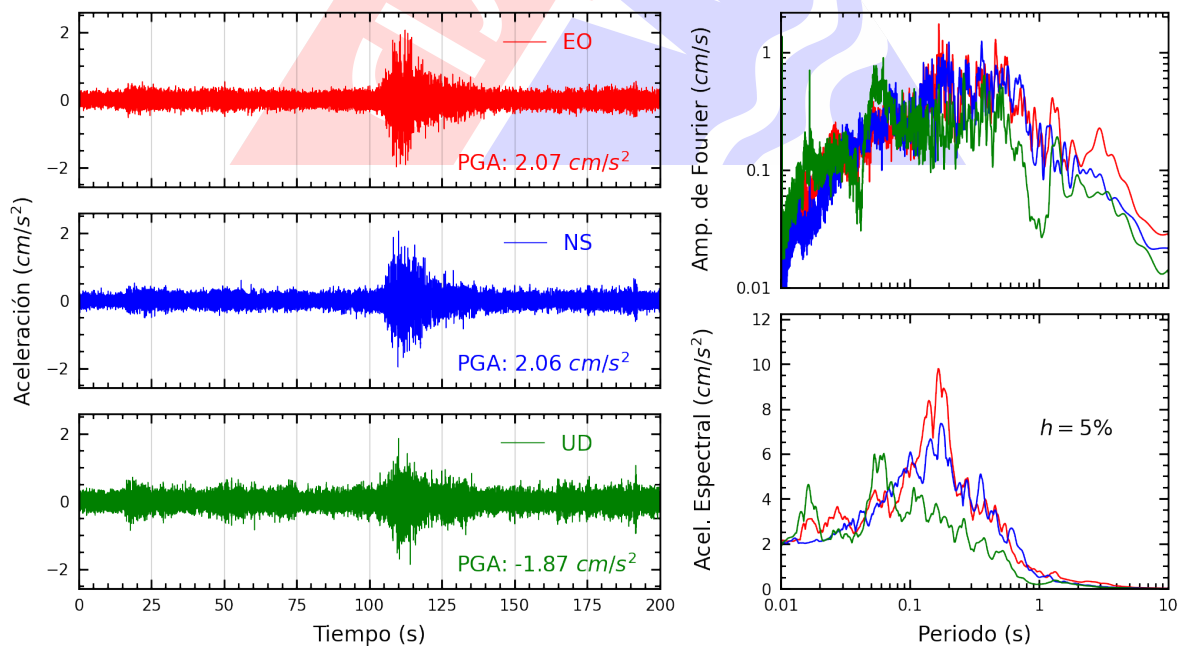 Aceleración (cm/s²)
2
0
−2
EO
PGA: 2.07 cm/s²
2
0
−2
NS
PGA: 2.06 cm/s²
2
0
−2
UD
PGA: -1.87 cm/s²
0 25 50 75 100 125 150 175 200
Tiempo (s)
Amp. de Fourier (cm/s)
1
0.1
0.01
Acel. Espectral (cm/s²)
12
10
8
6
4
2
0
h = 5%
0.01 0.1 1 10
Periodo (s)